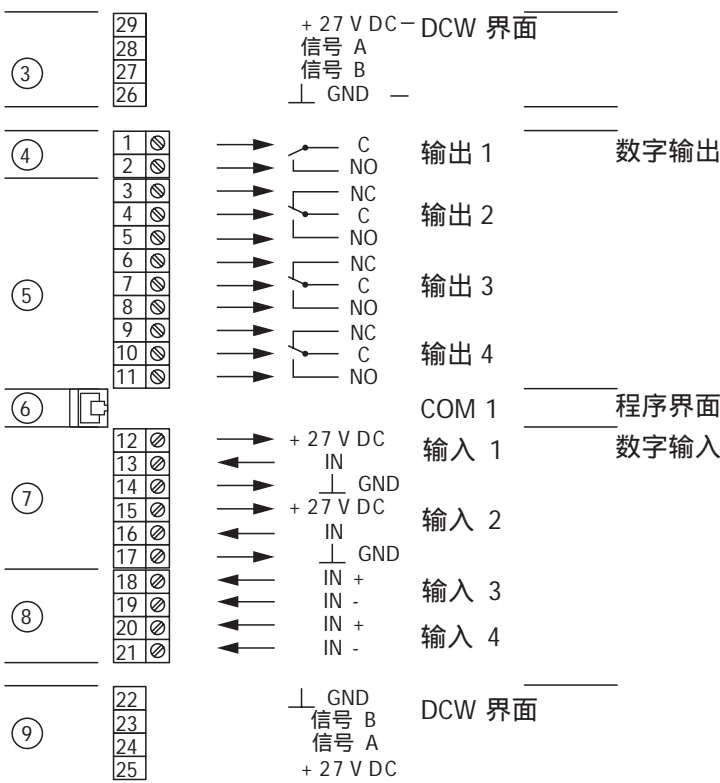 29 + 27 V DC DCW 界面
28 信号 A
③ 27 信号 B
26 GND
④ 1 C 输出 1 数字输出
2 NO
3 NC
4 C 输出 2
5 NO
6 NC
⑤ 7 C 输出 3
8 NO
9 NC
10 C 输出 4
11 NO
⑥ COM 1 程序界面
12 + 27 V DC 输入 1 数字输入
13 IN
14 GND
⑦ 15 + 27 V DC 输入 2
16 IN
17 GND
18 IN + 输入 3
19 IN -
⑧ 20 IN + 输入 4
21 IN -
22 GND DCW 界面
23 信号 B
⑨ 24 信号 A
25 + 27 V DC